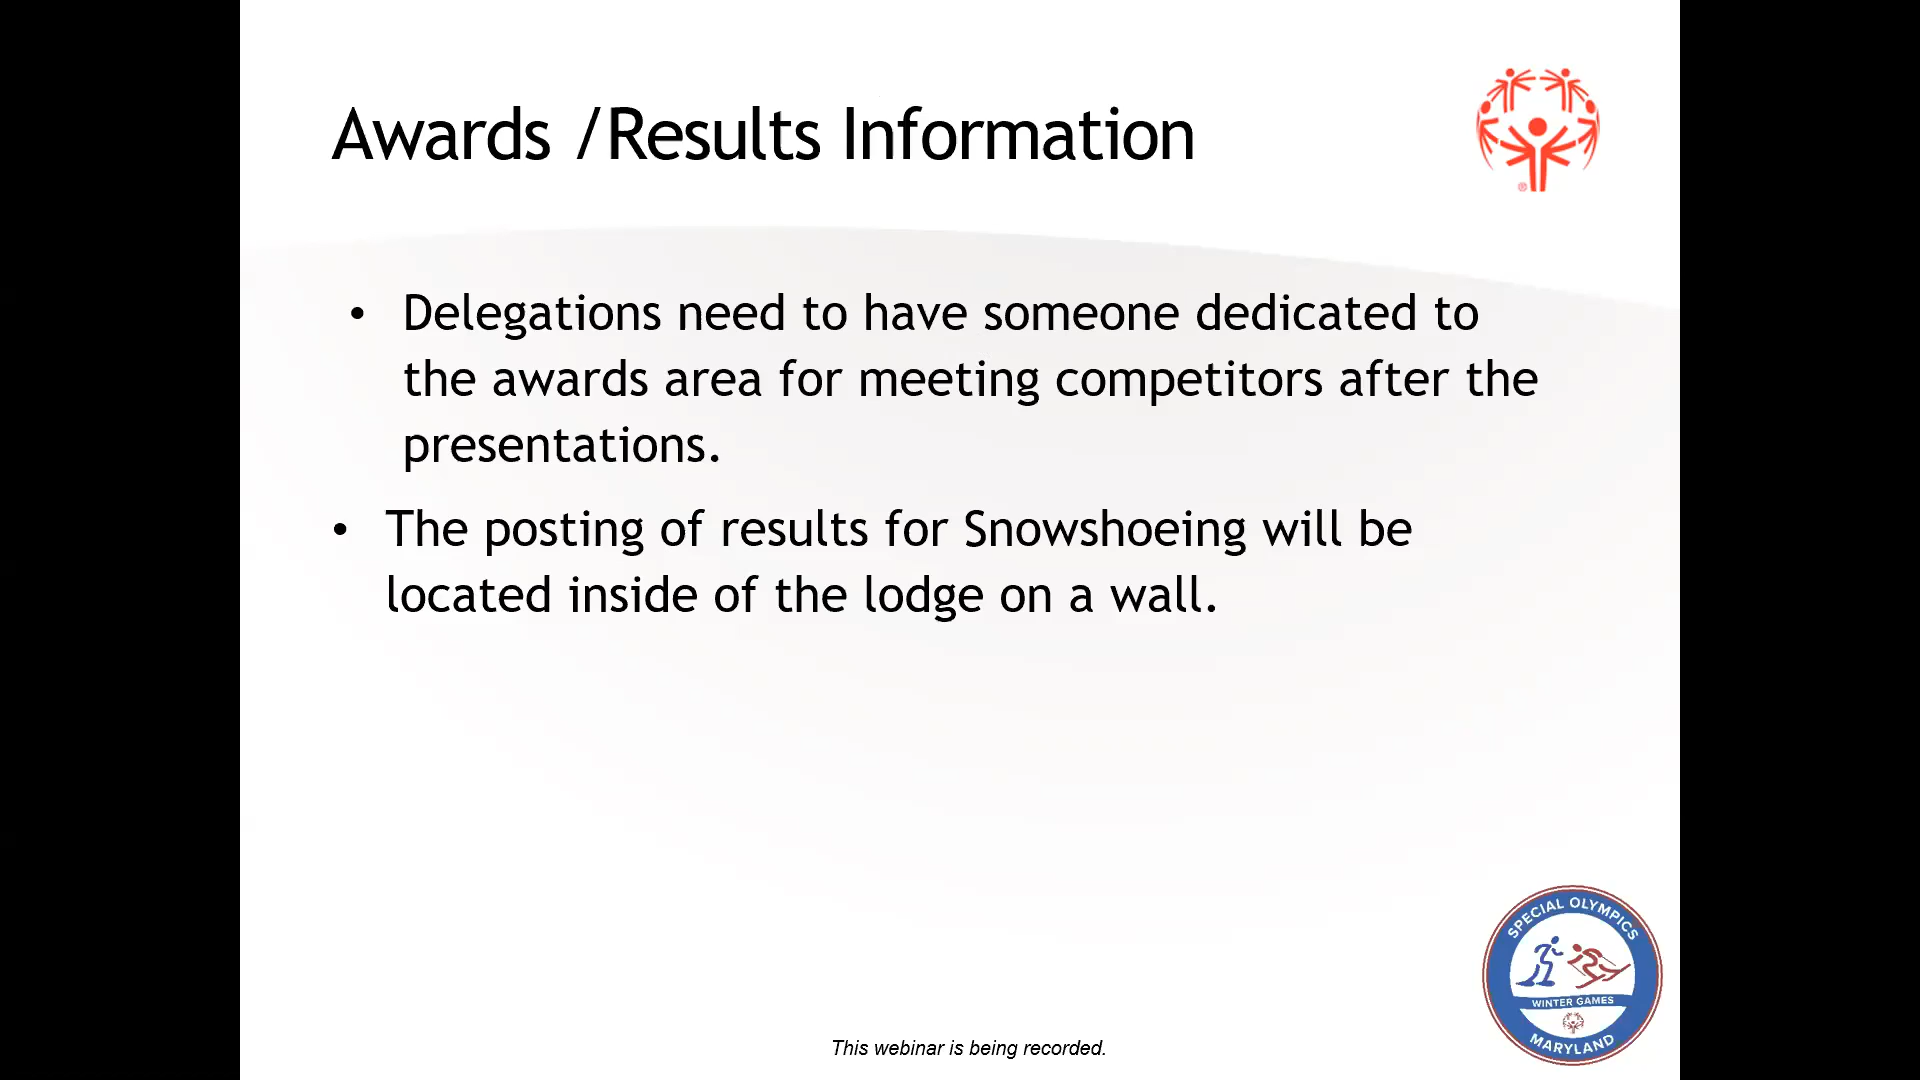 Awards /Results Information
®
• Delegations need to have someone dedicated to
the awards area for meeting competitors after the
presentations.
• The posting of results for Snowshoeing will be
located inside of the lodge on a wall.
SPECIAL OLYMPICS
WINTER GAMES
MARYLAND
This webinar is being recorded.